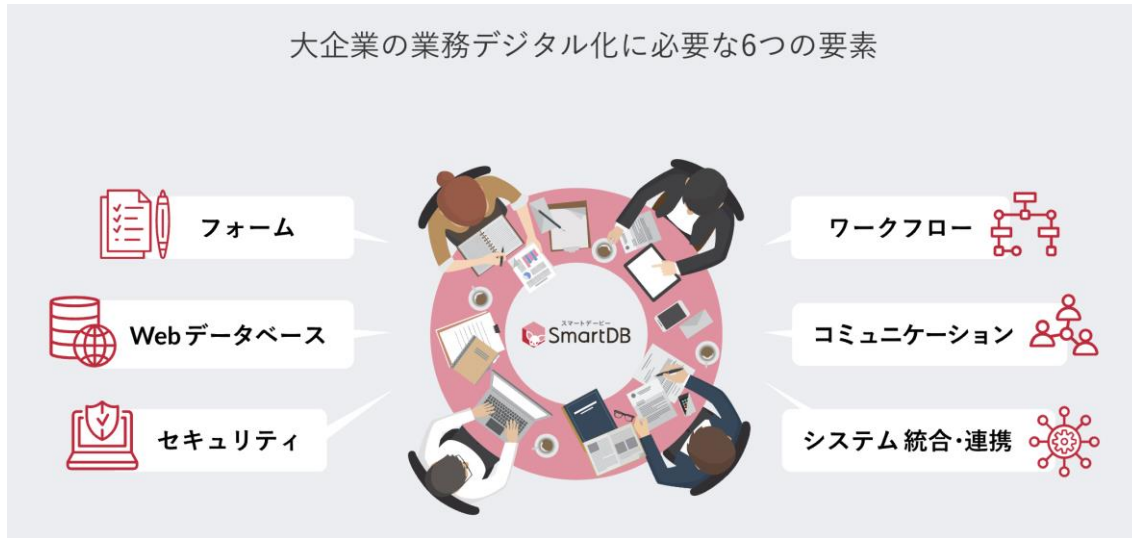 大企業の業務デジタル化に必要な6つの要素
フォーム
Webデータベース
セキュリティ
スマートデービー
SmartDB
ワークフロー
コミュニケーション
システム 統合・連携